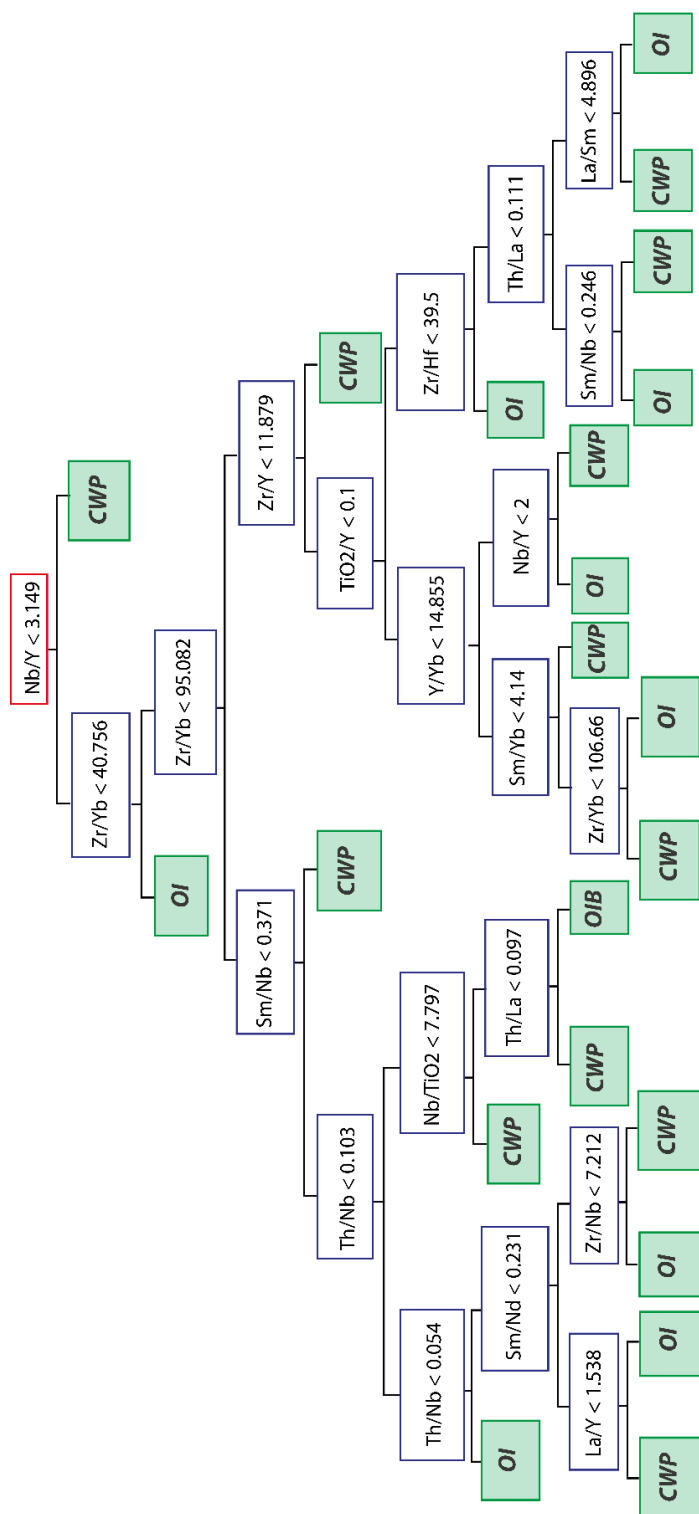 Nb/Y < 3.149
Zr/Yb < 40.756
CWP
OI
Zr/Yb < 95.082
Sm/Nb < 0.371
Zr/Y < 11.879
Th/Nb < 0.103
CWP
TiO2/Y < 0.1
CWP
Th/Nb < 0.054
Nb/TiO2 < 7.797
Y/Yb < 14.855
Zr/Hf < 39.5
OI
Sm/Nd < 0.231
CWP
Th/La < 0.097
Sm/Yb < 4.14
Nb/Y < 2
OI
Th/La < 0.111
La/Y < 1.538
Zr/Nb < 7.212
CWP
OIB
Zr/Yb < 106.66
CWP
OI
CWP
Sm/Nb < 0.246
La/Sm < 4.896
CWP
OI
OI
CWP
CWP
OI
OI
CWP
CWP
OI